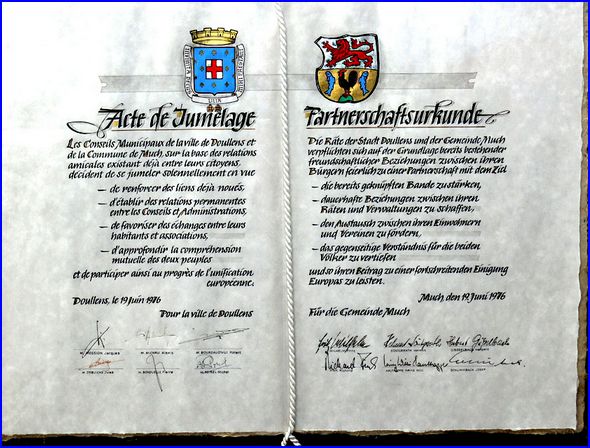 Acte de Jumelage
Les Conseils Municipaux de la ville de Doullens et
de la Commune de Much, sur la base des relations
amicales existant déjà entre leurs citoyens,
décident de se jumeler solennellement en vue
– de renforcer les liens déjà noués,
– d'établir des relations permanentes
entre les Conseils et Administrations,
– de favoriser des échanges entre leurs
habitants et associations,
– d'approfondir la compréhension
mutuelle des deux peuples
et de participer ainsi au progrès de l'unification
européenne.
Doullens, le 19 juin 1976
Pour la ville de Doullens
Partnerschaftsurkunde
Die Räte der Stadt Doullens und der Gemeinde Much
verpflichten sich auf der Grundlage bereits bestehender
freundschaftlicher Beziehungen zwischen ihren
Bürgern feierlich zu einer Partnerschaft mit dem Ziel
– die bereits geknüpften Bande zu stärken,
– dauerhafte Beziehungen zwischen ihren
Räten und Verwaltungen zu schaffen,
– den Austausch zwischen ihren Einwohnern
und Vereinen zu fördern,
– das gegenseitige Verständnis für die beiden
Völker zu vertiefen
und so ihren Beitrag zu einer fortschreitenden Einigung
Europas zu leisten.
Much, den 19. Juni 1976
Für die Gemeinde Much